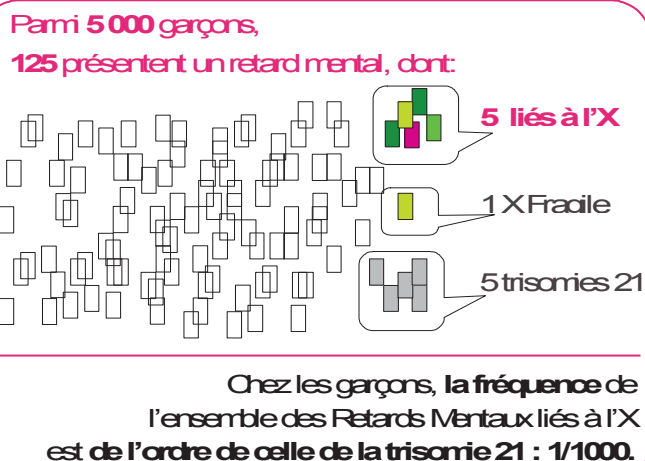 Parmi 5 000 garçons,
125 présentent un retard mental, dont:
5 liés à l'X
1 X Fragile
5 trisomies 21
Chez les garçons, la fréquence de
l'ensemble des Retards Mentaux liés à l'X
est de l'ordre de celle de la trisomie 21 : 1/1000.